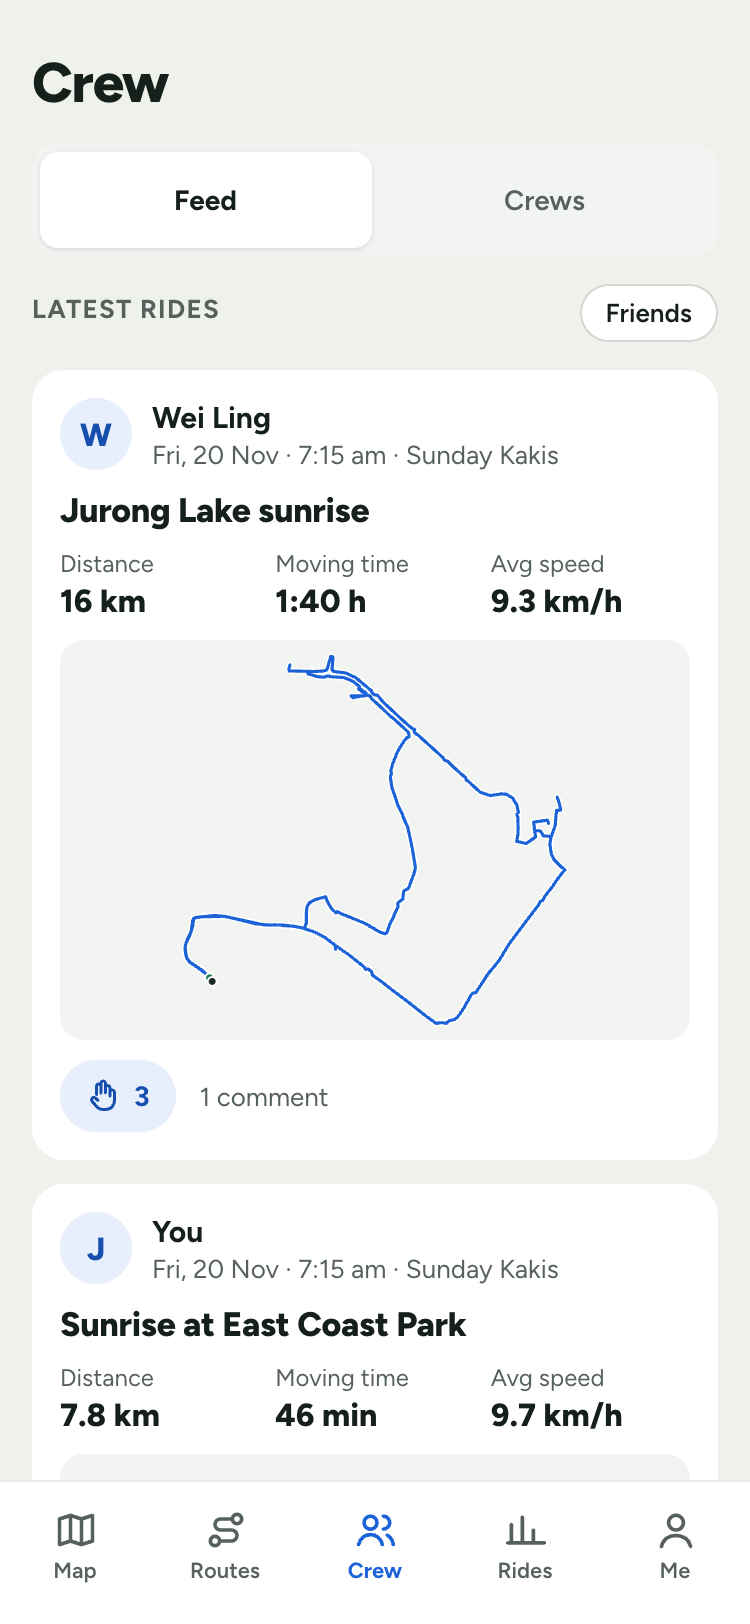 Crew
Feed
Crews
LATEST RIDES
Friends
W
Wei Ling
Fri, 20 Nov · 7:15 am · Sunday Kakis
Jurong Lake sunrise
Distance
Moving time
Avg speed
16 km
1:40 h
9.3 km/h
3
1 comment
J
You
Fri, 20 Nov · 7:15 am · Sunday Kakis
Sunrise at East Coast Park
Distance
Moving time
Avg speed
7.8 km
46 min
9.7 km/h
Map
Routes
Crew
Rides
Me